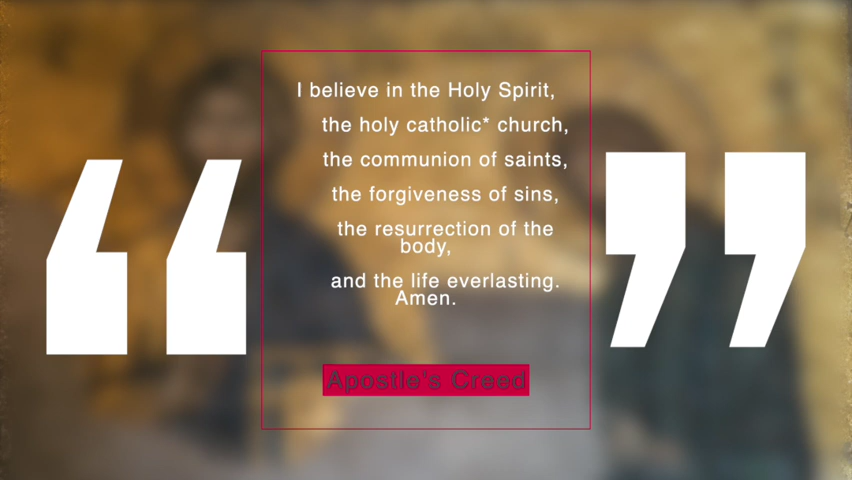 I believe in the Holy Spirit,
the holy catholic* church,
the communion of saints,
the forgiveness of sins,
the resurrection of the
body,
and the life everlasting.
Amen.
Apostle's Creed